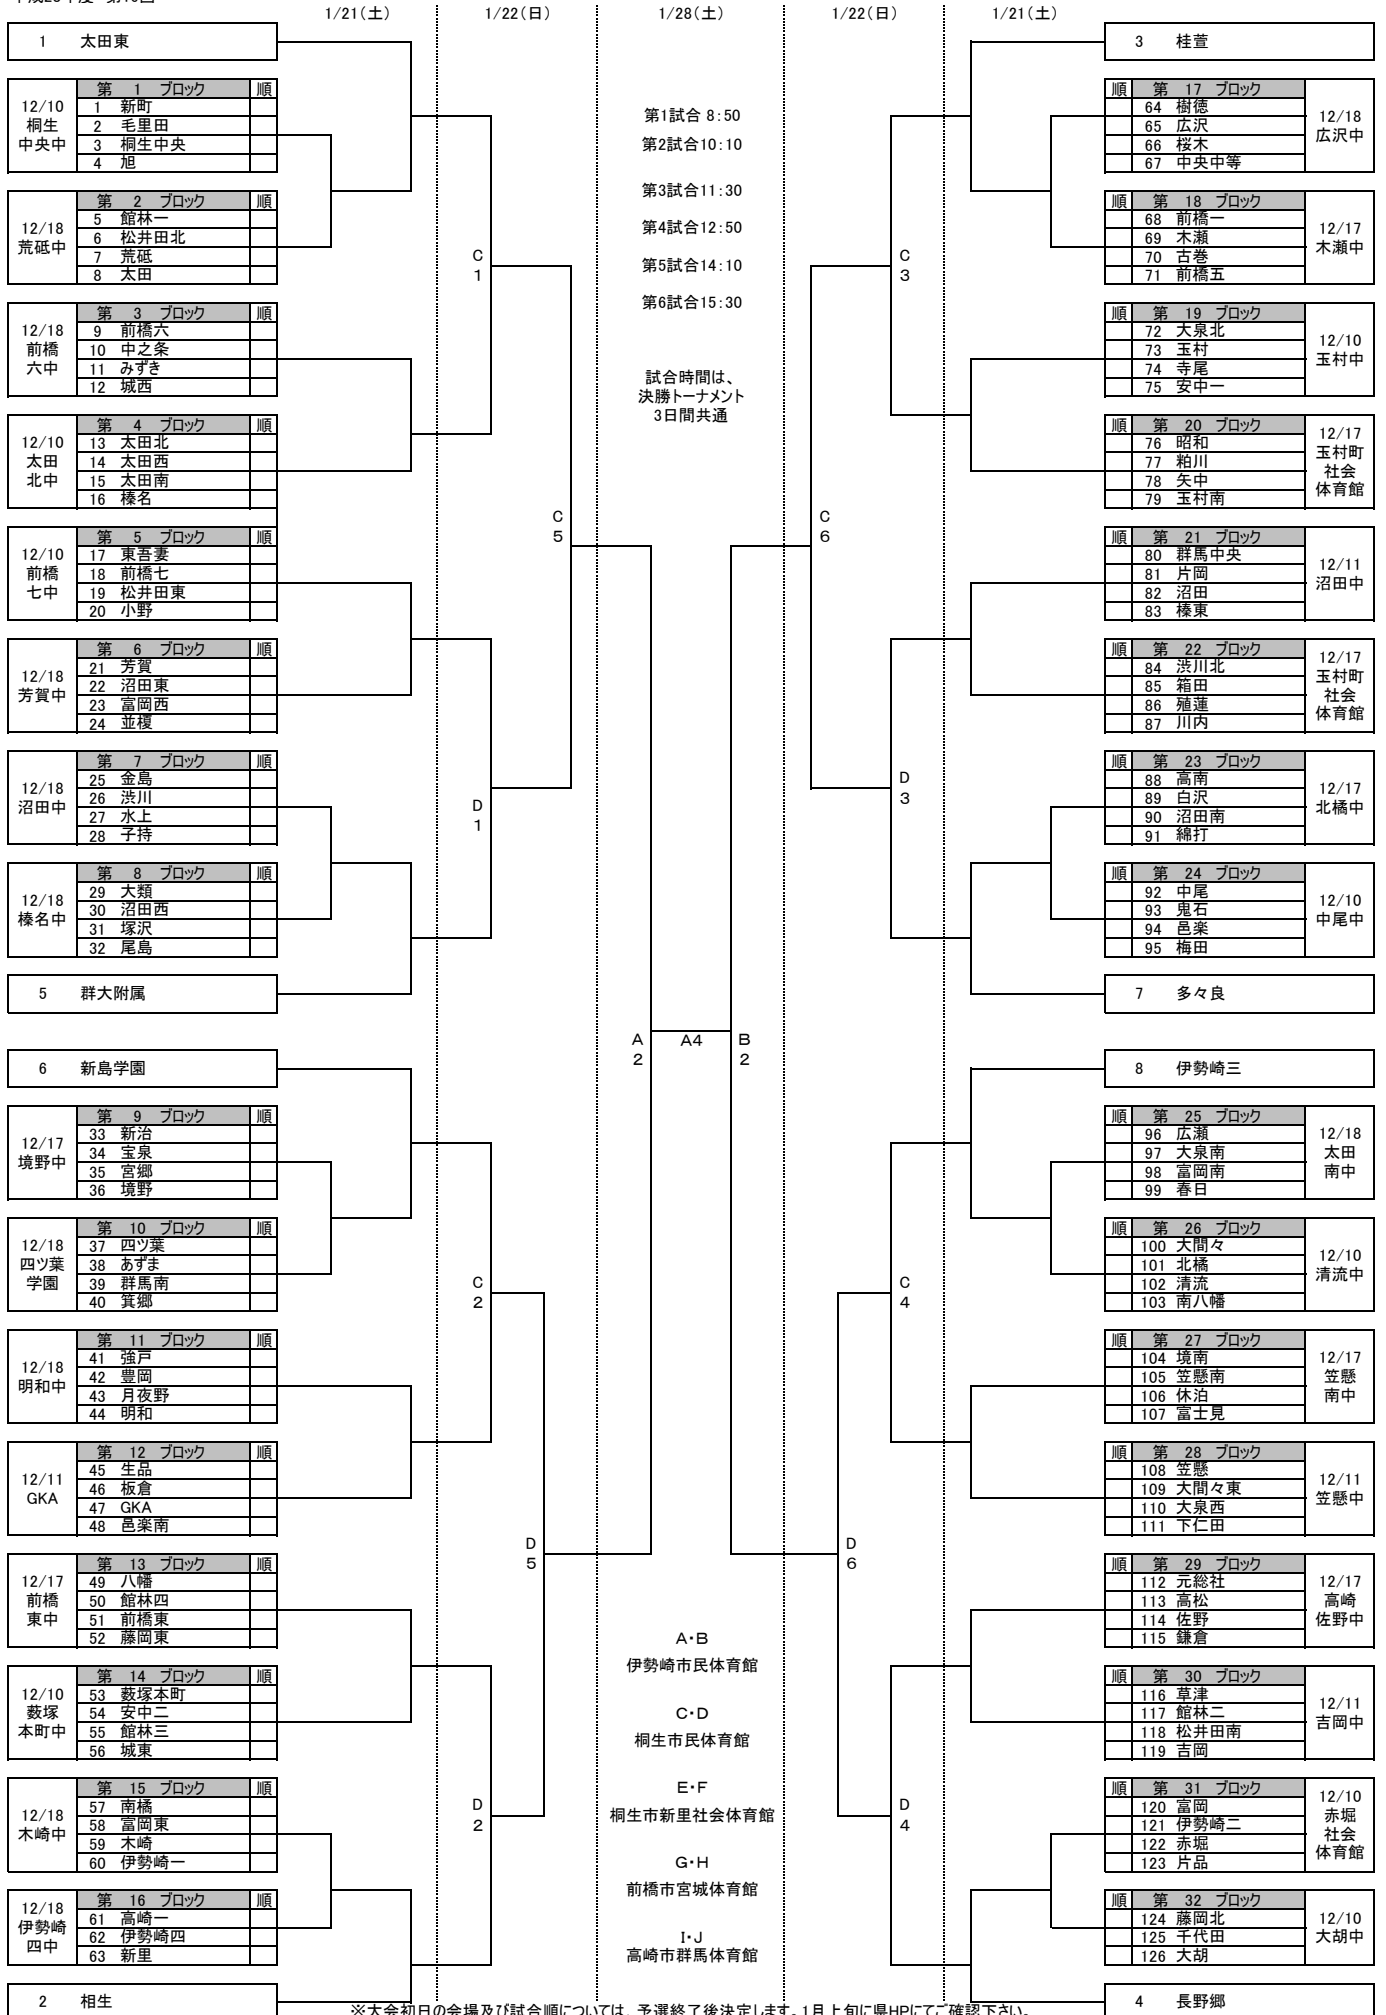 1/21(土)
1/22(日)
1/28(土)
1/22(日)
1/21(土)
1 太田東
12/10
桐生
中央中
第 1 ブロック 順
1 新町
2 毛里田
3 桐生中央
4 旭
12/18
荒砥中
第 2 ブロック 順
5 館林一
6 松井田北
7 荒砥
8 太田
12/18
前橋
六中
第 3 ブロック 順
9 前橋六
10 中之条
11 みずき
12 城西
12/10
太田
北中
第 4 ブロック 順
13 太田北
14 太田西
15 太田南
16 榛名
12/10
前橋
七中
第 5 ブロック 順
17 東吾妻
18 前橋七
19 松井田東
20 小野
12/18
芳賀中
第 6 ブロック 順
21 芳賀
22 沼田東
23 富岡西
24 並榎
12/18
沼田中
第 7 ブロック 順
25 金島
26 渋川
27 水上
28 子持
12/18
榛名中
第 8 ブロック 順
29 大類
30 沼田西
31 塚沢
32 尾島
5 群大附属
6 新島学園
12/17
境野中
第 9 ブロック 順
33 新治
34 宝泉
35 宮郷
36 境野
12/18
四ツ葉
学園
第 10 ブロック 順
37 四ツ葉
38 あずま
39 群馬南
40 箕郷
12/18
明和中
第 11 ブロック 順
41 強戸
42 豊岡
43 月夜野
44 明和
12/11
GKA
第 12 ブロック 順
45 生品
46 板倉
47 GKA
48 邑楽南
12/17
前橋
東中
第 13 ブロック 順
49 八幡
50 館林四
51 前橋東
52 藤岡東
12/10
薮塚
本町中
第 14 ブロック 順
53 薮塚本町
54 安中二
55 館林三
56 城東
12/18
木崎中
第 15 ブロック 順
57 南橘
58 富岡東
59 木崎
60 伊勢崎一
12/18
伊勢崎
四中
第 16 ブロック 順
61 高崎一
62 伊勢崎四
63 新里
2 相生
C
1
D
1
C
5
C
2
D
2
D
5
第1試合 8:50
第2試合10:10
第3試合11:30
第4試合12:50
第5試合14:10
第6試合15:30
試合時間は、
決勝トーナメント
3日間共通
A
2
A4
B
2
A・B
伊勢崎市民体育館
C・D
桐生市民体育館
E・F
桐生市新里社会体育館
G・H
前橋市宮城体育館
I・J
高崎市群馬体育館
C
3
C
6
D
3
C
4
D
6
D
4
3 桂萱
順 第 17 ブロック
64 樹徳
65 広沢
66 桜木
67 中央中等
12/18
広沢中
順 第 18 ブロック
68 前橋一
69 木瀬
70 古巻
71 前橋五
12/17
木瀬中
順 第 19 ブロック
72 大泉北
73 玉村
74 寺尾
75 安中一
12/10
玉村中
順 第 20 ブロック
76 昭和
77 粕川
78 矢中
79 玉村南
12/17
玉村町
社会
体育館
順 第 21 ブロック
80 群馬中央
81 片岡
82 沼田
83 榛東
12/11
沼田中
順 第 22 ブロック
84 渋川北
85 箱田
86 殖蓮
87 川内
12/17
玉村町
社会
体育館
順 第 23 ブロック
88 高南
89 白沢
90 沼田南
91 綿打
12/17
北橘中
順 第 24 ブロック
92 中尾
93 鬼石
94 邑楽
95 梅田
12/10
中尾中
7 多々良
8 伊勢崎三
順 第 25 ブロック
96 広瀬
97 大泉南
98 富岡南
99 春日
12/18
太田
南中
順 第 26 ブロック
100 大間々
101 北橘
102 清流
103 南八幡
12/10
清流中
順 第 27 ブロック
104 境南
105 笠懸南
106 休泊
107 富士見
12/17
笠懸
南中
順 第 28 ブロック
108 笠懸
109 大間々東
110 大泉西
111 下仁田
12/11
笠懸中
順 第 29 ブロック
112 元総社
113 高松
114 佐野
115 鎌倉
12/17
高崎
佐野中
順 第 30 ブロック
116 草津
117 館林二
118 松井田南
119 吉岡
12/11
吉岡中
順 第 31 ブロック
120 富岡
121 伊勢崎二
122 赤堀
123 片品
12/10
赤堀
社会
体育館
順 第 32 ブロック
124 藤岡北
125 千代田
126 大胡
12/10
大胡中
4 長野郷
※大会初日の会場及び試合順については、予選終了後決定します。1月上旬に県HPにてご確認下さい。